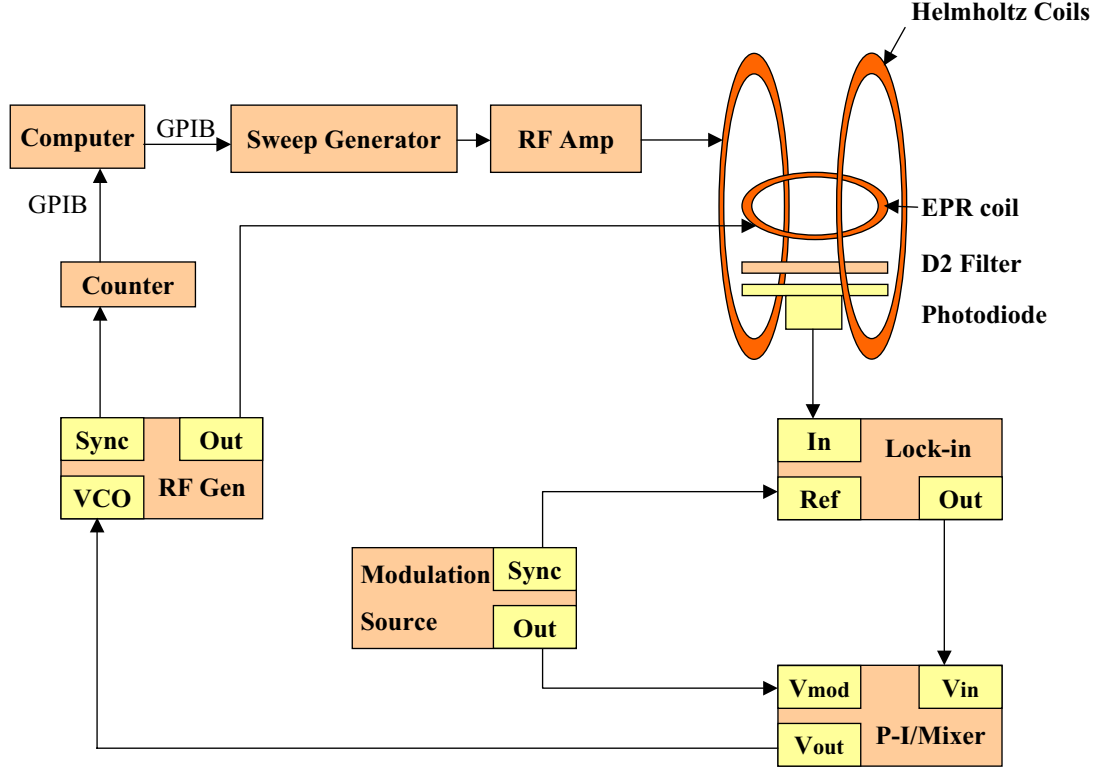 Helmholtz Coils
Computer
GPIB
Sweep Generator
RF Amp
GPIB
EPR coil
D2 Filter
Counter
Photodiode
Sync
Out
VCO
RF Gen
In
Lock-in
Ref
Out
Modulation
Source
Sync
Out
Vmod
Vin
Vout
P-I/Mixer